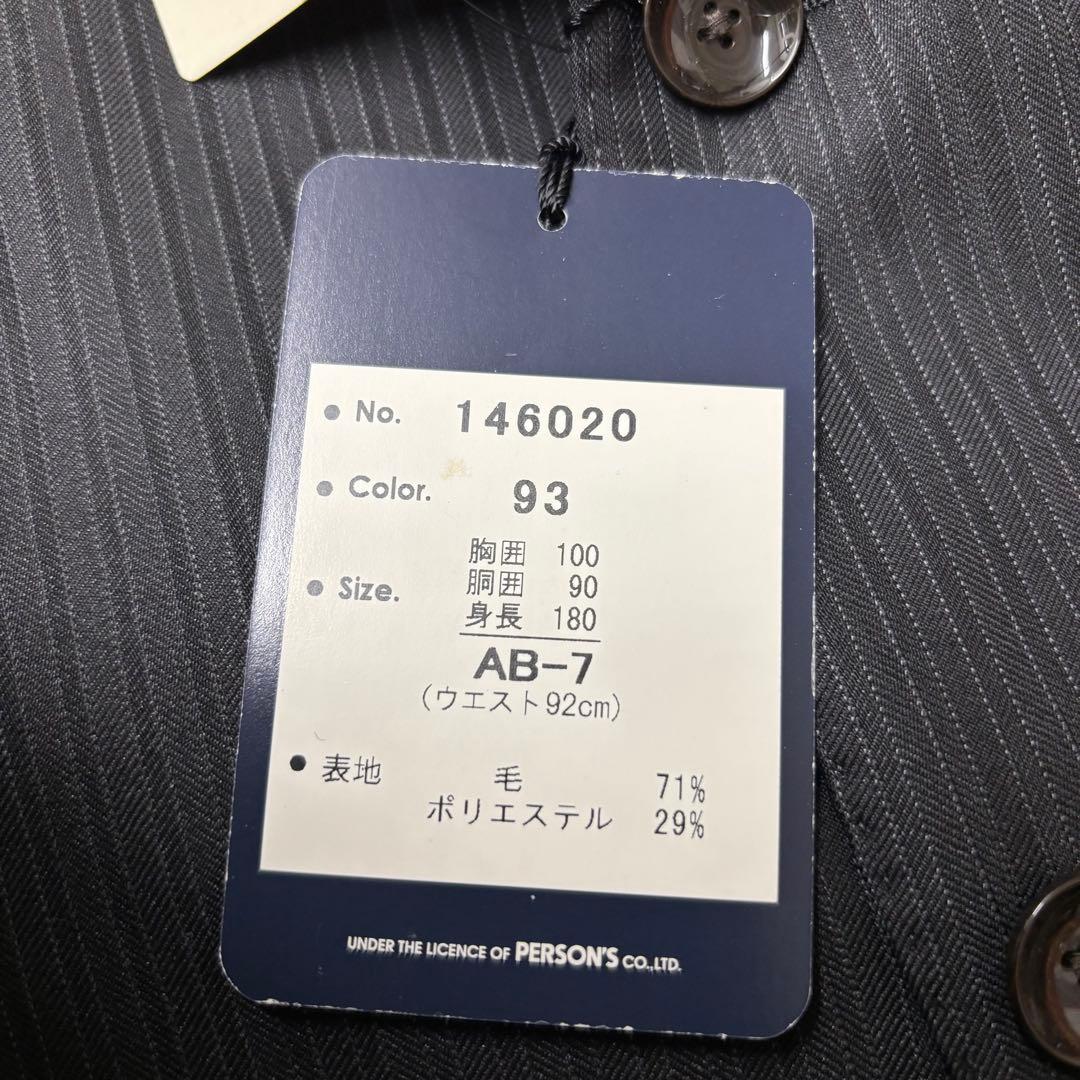 No. 146020
Color. 93
胸囲 100
胴囲 90
Size.
身長 180
AB-7
(ウエスト92cm)
表地 毛 71%
ポリエステル 29%
UNDER THE LICENCE OF PERSON'S CO.,LTD.